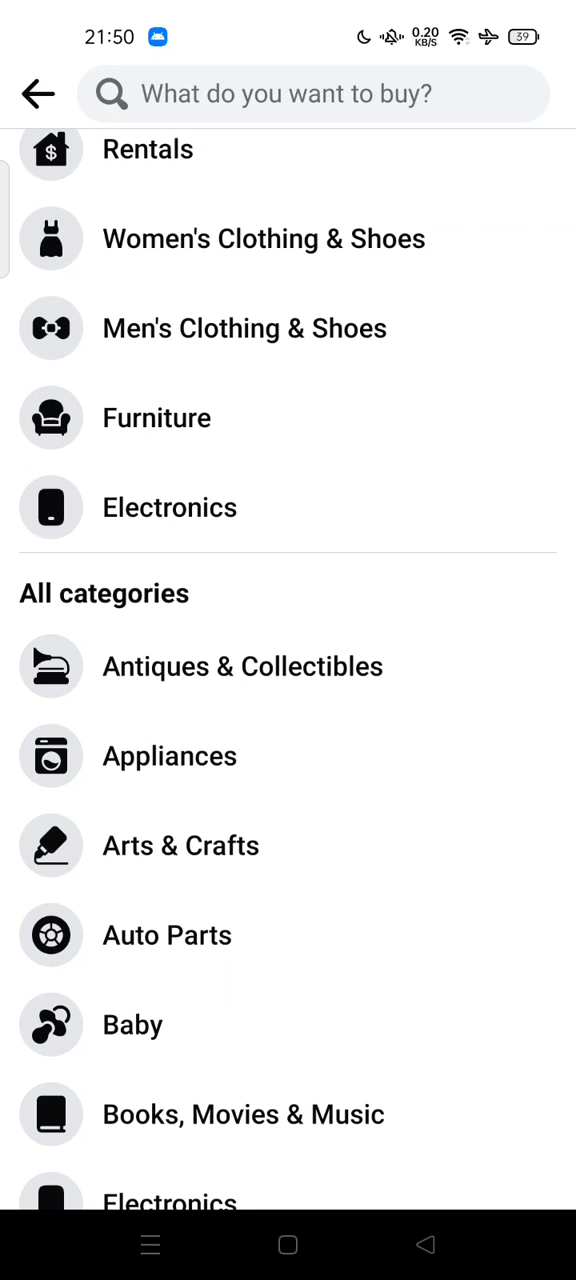 21:50
0.20
KB/S
39
What do you want to buy?
Rentals
Women's Clothing & Shoes
Men's Clothing & Shoes
Furniture
Electronics
All categories
Antiques & Collectibles
Appliances
Arts & Crafts
Auto Parts
Baby
Books, Movies & Music
Electronics